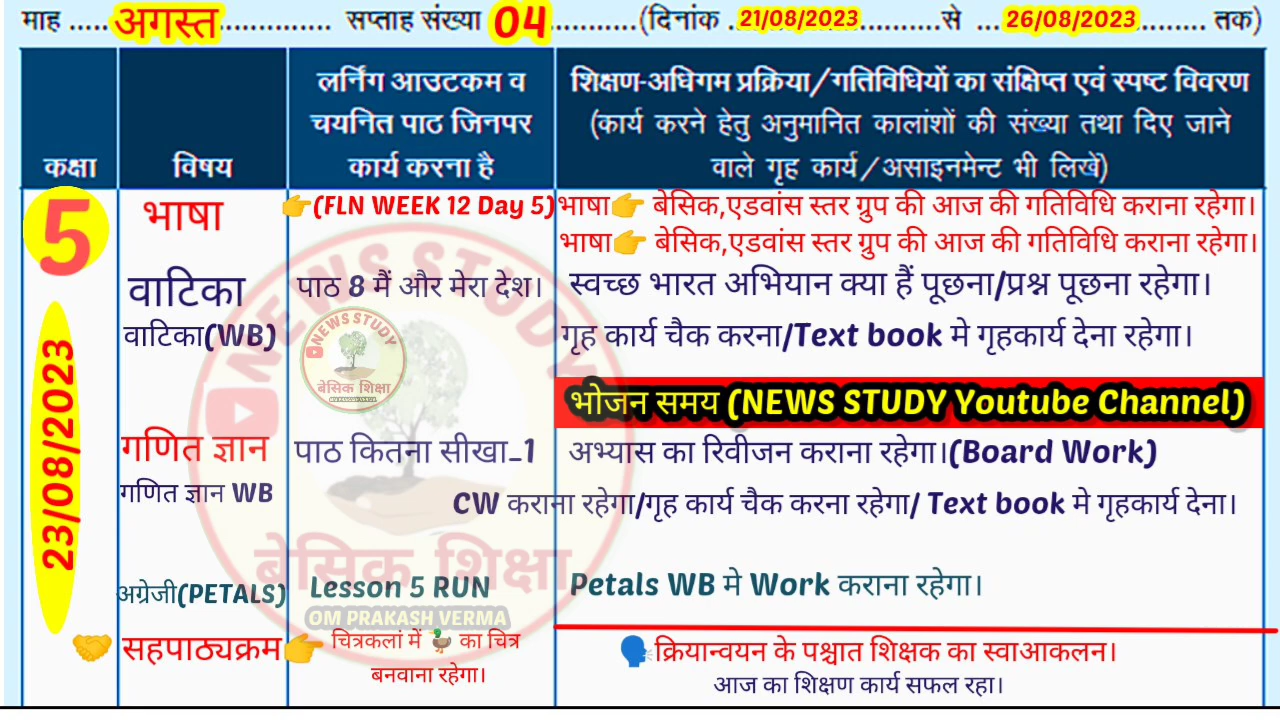 माह .....अगस्त................... सप्ताह संख्या 04............(दिनांक ..21/08/2023............से ...26/08/2023......... तक)
कक्षा
विषय
लर्निंग आउटकम व
चयनित पाठ जिनपर
कार्य करना है
शिक्षण-अधिगम प्रक्रिया/गतिविधियों का संक्षिप्त एवं स्पष्ट विवरण
(कार्य करने हेतु अनुमानित कालांशों की संख्या तथा दिए जाने
वाले गृह कार्य/असाइनमेन्ट भी लिखें)
5
23/08/2023
भाषा
👉(FLN WEEK 12 Day 5)
भाषा👉 बेसिक,एडवांस स्तर ग्रुप की आज की गतिविधि कराना रहेगा।
भाषा👉 बेसिक,एडवांस स्तर ग्रुप की आज की गतिविधि कराना रहेगा।
वाटिका
पाठ 8 मैं और मेरा देश।
स्वच्छ भारत अभियान क्या हैं पूछना/प्रश्न पूछना रहेगा।
वाटिका(WB)
गृह कार्य चैक करना/Text book मे गृहकार्य देना रहेगा।
NEWS STUDY
बेसिक शिक्षा
भोजन समय (NEWS STUDY Youtube Channel)
गणित ज्ञान
पाठ कितना सीखा-1
अभ्यास का रिवीजन कराना रहेगा।(Board Work)
गणित ज्ञान WB
CW कराना रहेगा/गृह कार्य चैक करना रहेगा/ Text book मे गृहकार्य देना।
NEWS STUDY
बेसिक शिक्षा
अग्रेजी(PETALS)
Lesson 5 RUN
Petals WB मे Work कराना रहेगा।
OM PRAKASH VERMA
🤝 सहपाठ्यक्रम👉 चित्रकलां में 🦆 का चित्र
बनवाना रहेगा।
🗣️क्रियान्वयन के पश्चात शिक्षक का स्वाआकलन।
आज का शिक्षण कार्य सफल रहा।